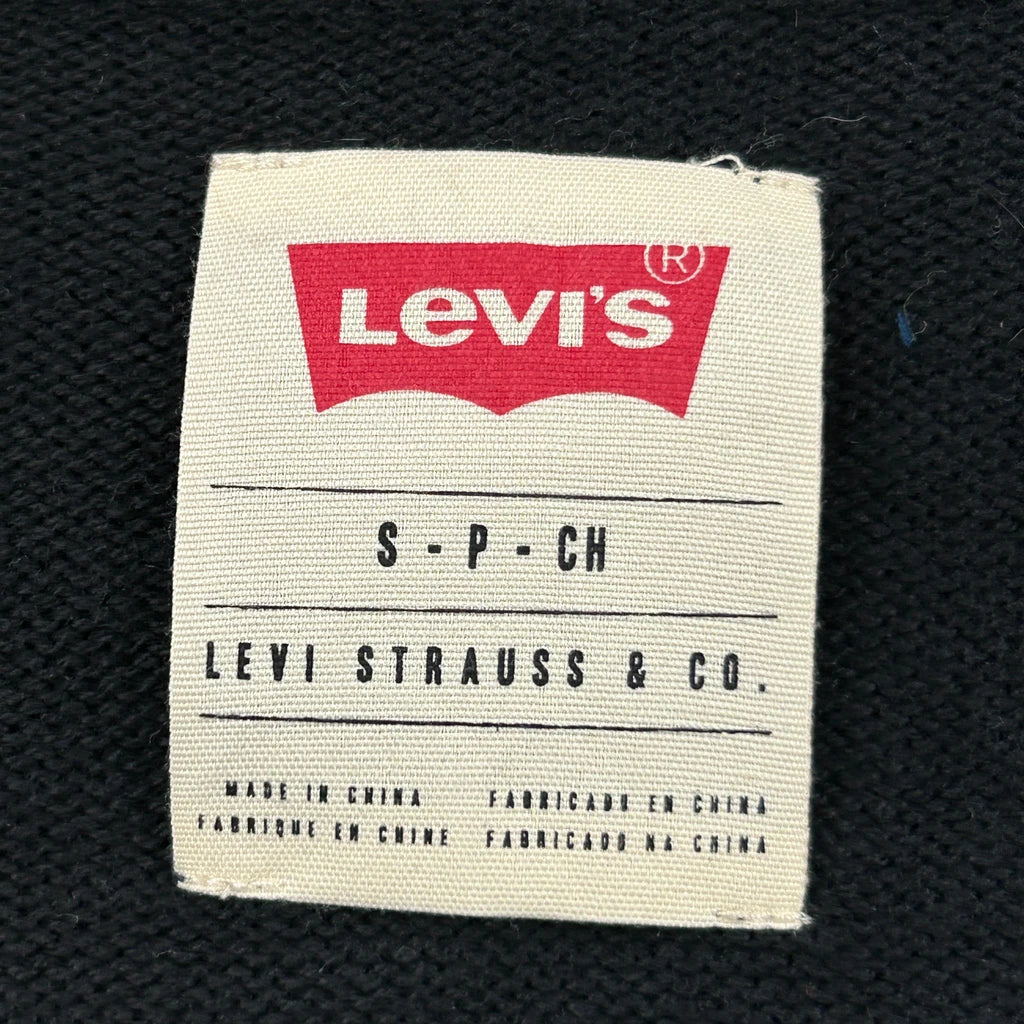 LEVI'S®
S - P - CH
LEVI STRAUSS & CO.
MADE IN CHINA
FABRIQUE EN CHINE
FABRICADO EN CHINA
FABRICADO NA CHINA